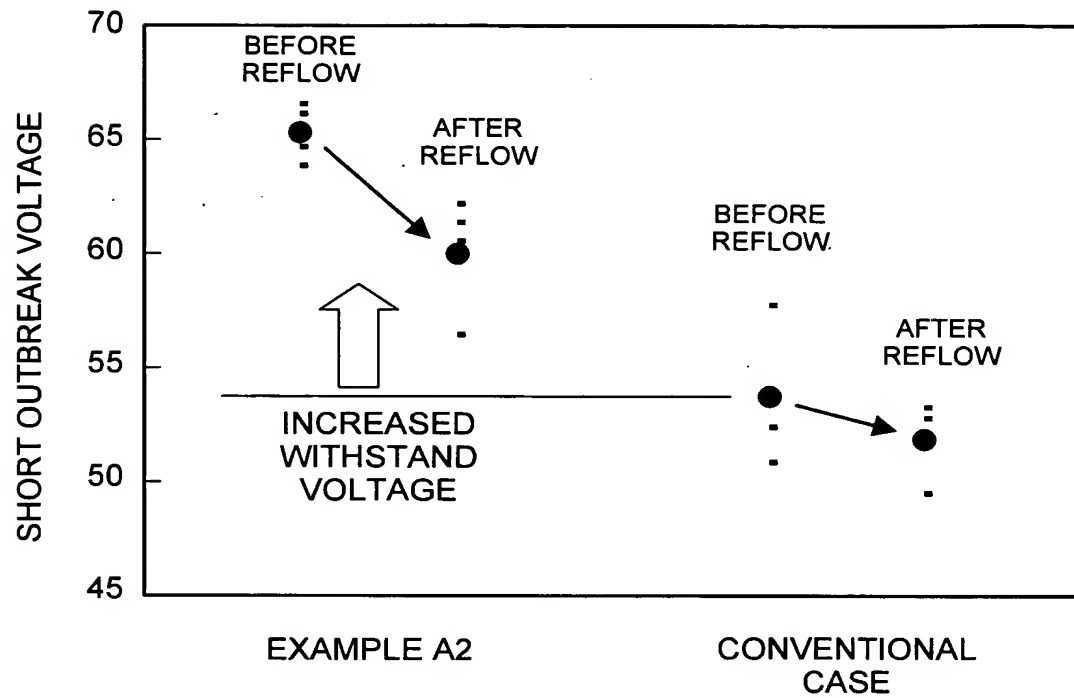 70
65
60
55
50
45
SHORT OUTBREAK VOLTAGE
BEFORE
REFLOW
AFTER
REFLOW
BEFORE
REFLOW
AFTER
REFLOW
INCREASED
WITHSTAND
VOLTAGE
EXAMPLE A2
CONVENTIONAL
CASE